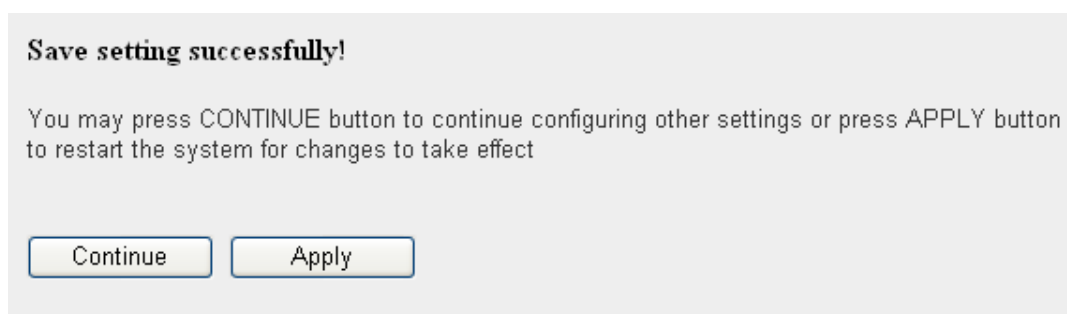 Save setting successfully!
You may press CONTINUE button to continue configuring other settings or press APPLY button
to restart the system for changes to take effect
Continue
Apply